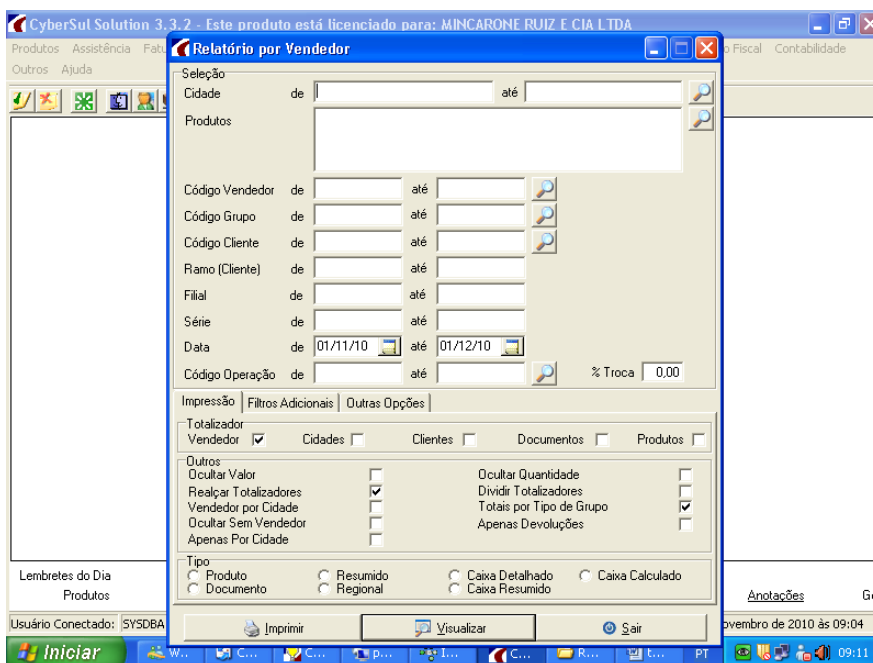 CyberSul Solution 3.3.2 - Este produto está licenciado para: MINCARONE RUIZ E CIA LTDA
Produtos Assistência Fatu o Fiscal Contabilidade
Outros Ajuda
Relatório por Vendedor
Seleção
Cidade de até
Produtos
Código Vendedor de até
Código Grupo de até
Código Cliente de até
Ramo (Cliente) de até
Filial de até
Série de até
Data de 01/11/10 até 01/12/10
Código Operação de até % Troca 0,00
Impressão Filtros Adicionais Outras Opções
Totalizador
Vendedor Cidades Clientes Documentos Produtos
Outros
Ocultar Valor Ocultar Quantidade
Realçar Totalizadores Dividir Totalizadores
Vendedor por Cidade Totais por Tipo de Grupo
Ocultar Sem Vendedor Apenas Devoluções
Apenas Por Cidade
Tipo
Produto Resumido Caixa Detalhado Caixa Calculado
Documento Regional Caixa Resumido
Lembretes do Dia
Produtos Anotações Ge
Imprimir Visualizar Sair
Usuário Conectado: SYSDBA ovembro de 2010 às 09:04
Iniciar W... C... C... p... I... C... R... t... PT 09:11